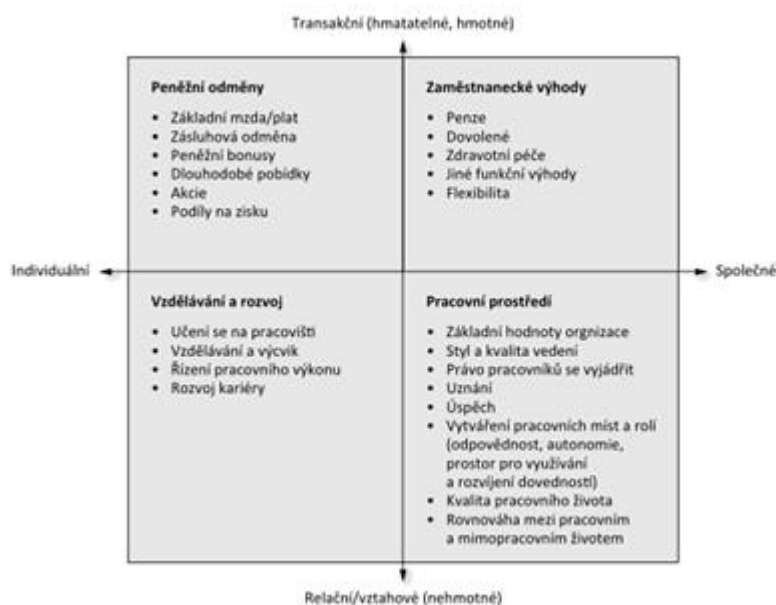 Transakční (hmatatelné, hmotné)
Peněžní odměny
• Základní mzda/plat
• Zásluhová odměna
• Peněžní bonusy
• Dlouhodobé pobídky
• Akcie
• Podíly na zisku
Zaměstnanecké výhody
• Penze
• Dovolené
• Zdravotní péče
• Jiné funkční výhody
• Flexibilita
Individuální
Společné
Vzdělávání a rozvoj
• Učení se na pracovišti
• Vzdělávání a výcvik
• Řízení pracovního výkonu
• Rozvoj kariéry
Pracovní prostředí
• Základní hodnoty orgnizace
• Styl a kvalita vedení
• Právo pracovníků se vyjádřit
• Uznání
• Úspěch
• Vytváření pracovních míst a rolí
(odpovědnost, autonomie,
prostor pro využívání
a rozvíjení dovedností)
• Kvalita pracovního života
• Rovnováha mezi pracovním
a mimopracovním životem
Relační/vztahové (nehmotné)